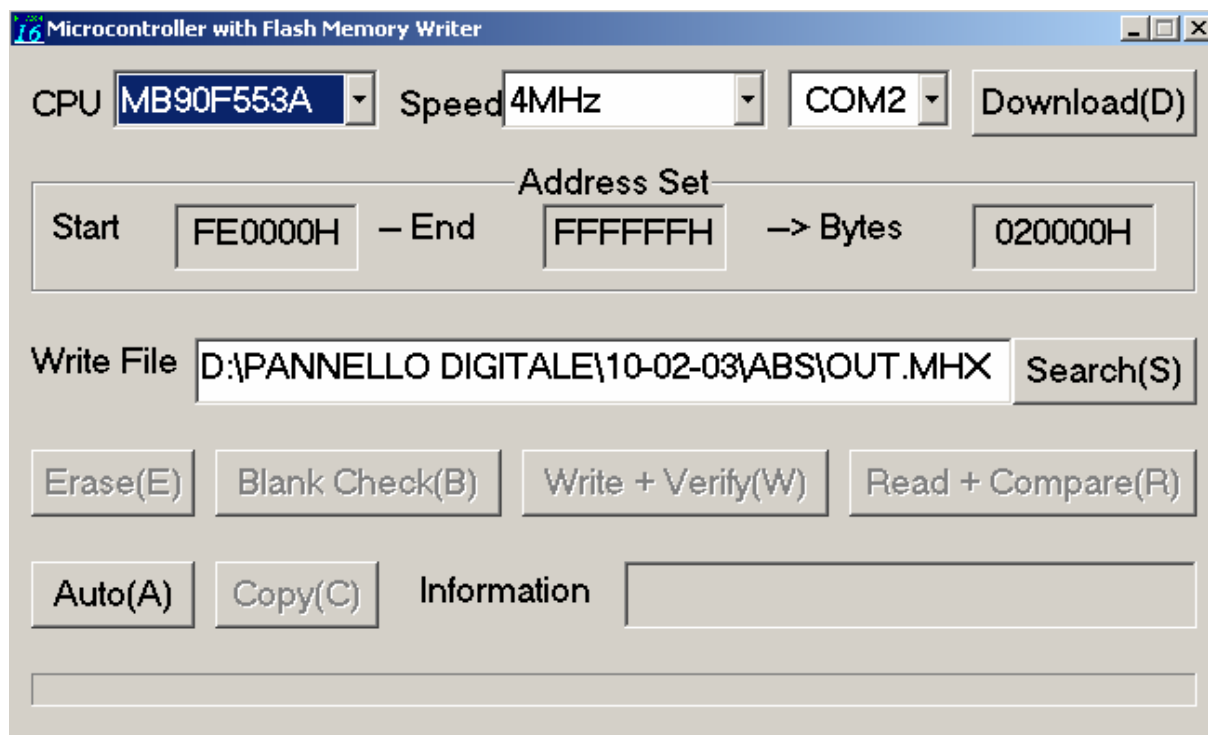 Microcontroller with Flash Memory Writer
CPU MB90F553A Speed 4MHz COM2 Download(D)
Address Set
Start FE0000H – End FFFFFFH –> Bytes 020000H
Write File D:\PANNELLO DIGITALE\10-02-03\ABS\OUT.MHX Search(S)
Erase(E) Blank Check(B) Write + Verify(W) Read + Compare(R)
Auto(A) Copy(C) Information